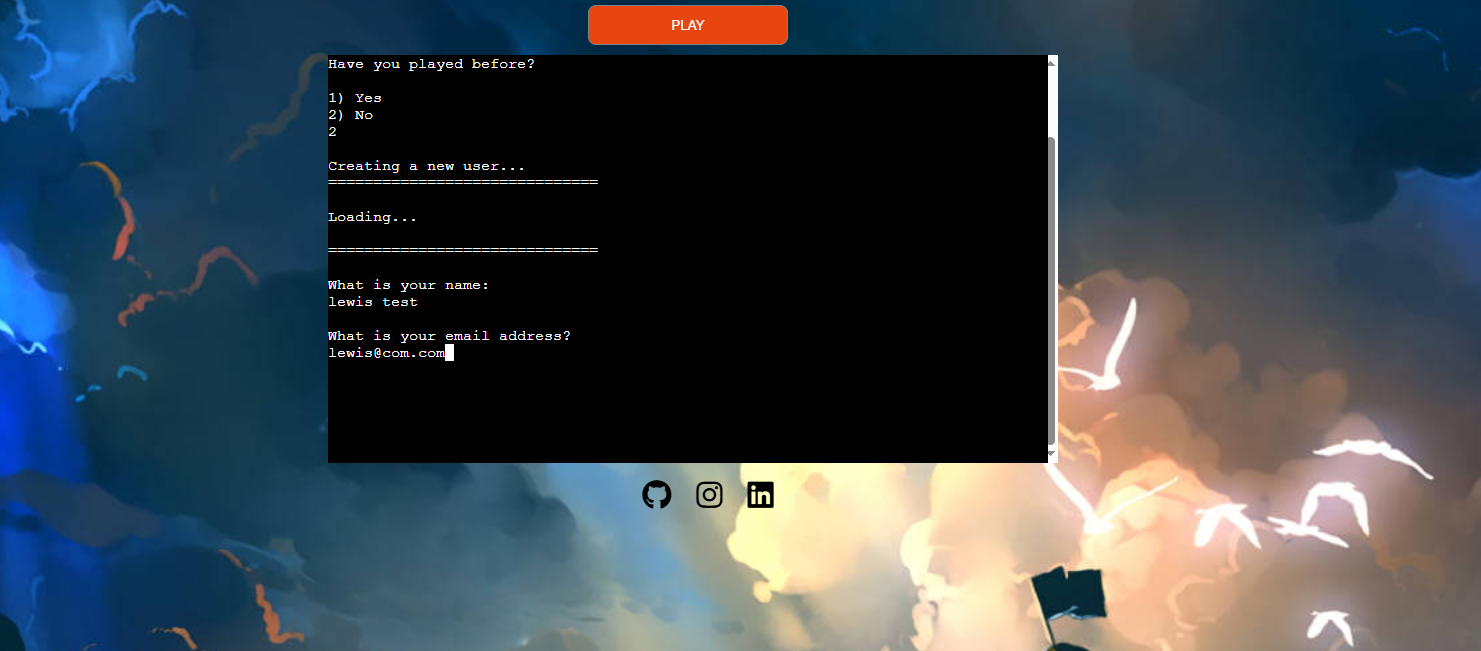 PLAY
Have you played before?
1) Yes
2) No
2
Creating a new user...
==============================
Loading...
==============================
What is your name:
lewis test
What is your email address?
lewis@com.com
in